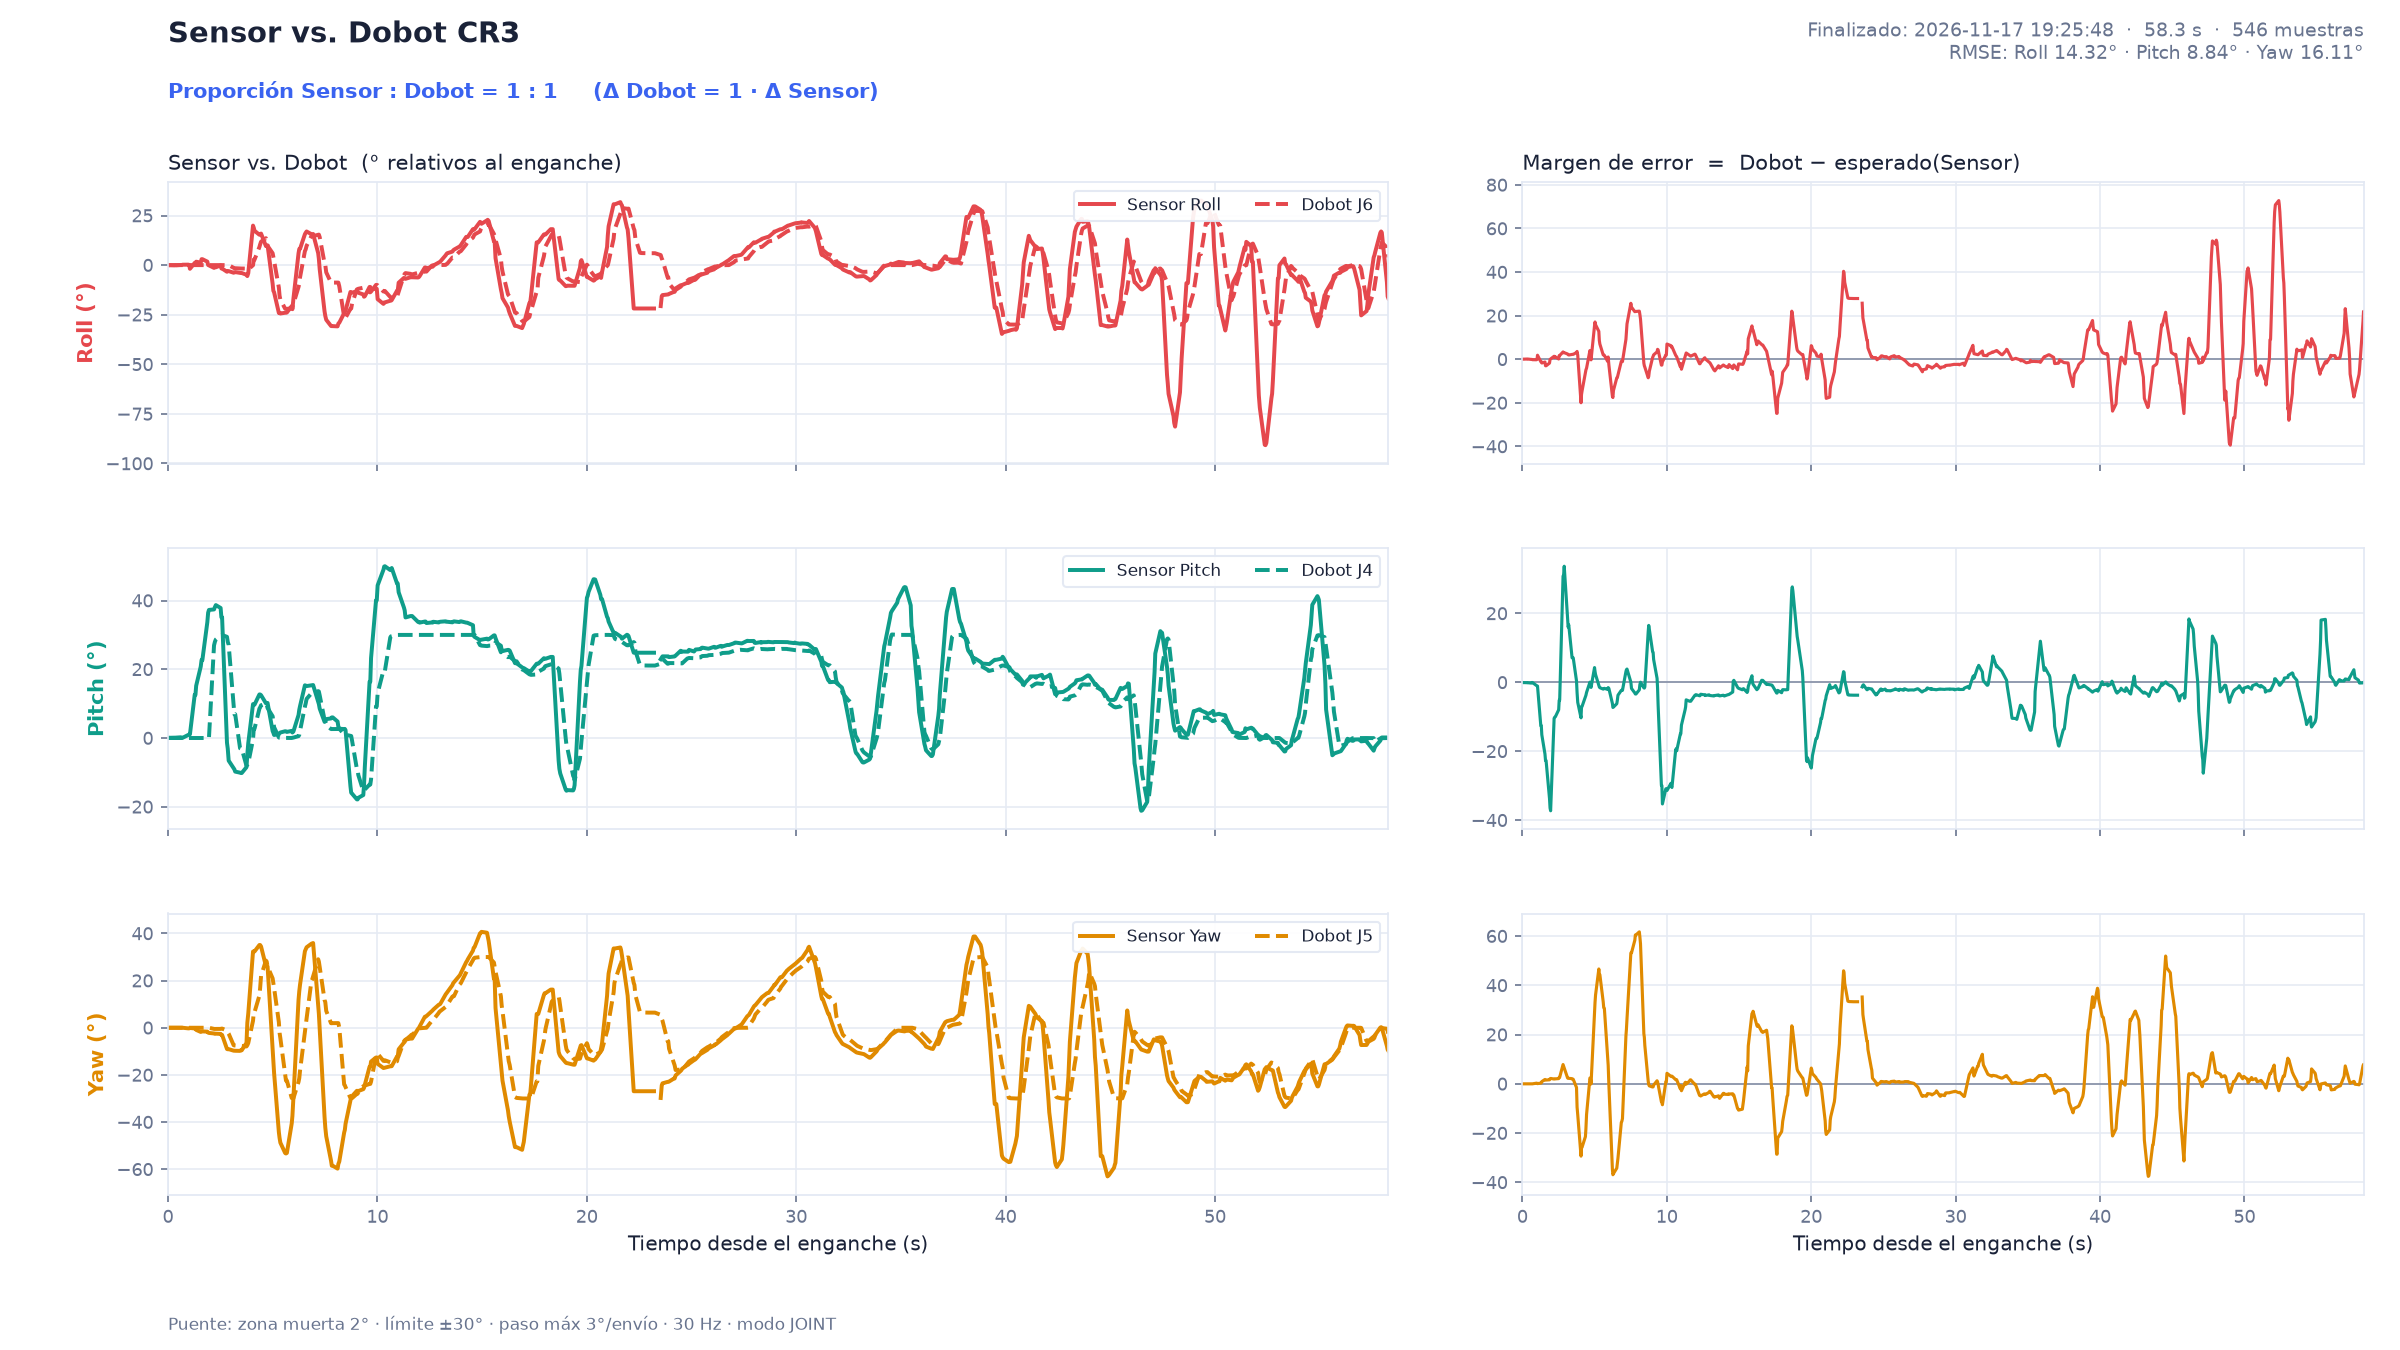 Sensor vs. Dobot CR3
Finalizado: 2026-11-17 19:25:48 · 58.3 s · 546 muestras
RMSE: Roll 14.32° · Pitch 8.84° · Yaw 16.11°
Proporción Sensor : Dobot = 1 : 1 (Δ Dobot = 1 · Δ Sensor)
Sensor vs. Dobot (° relativos al enganche)
Sensor Roll Dobot J6
25
0
−25
−50
−75
−100
Roll (°)
Margen de error = Dobot − esperado(Sensor)
80
60
40
20
0
−20
−40
Sensor Pitch Dobot J4
40
20
0
−20
Pitch (°)
20
0
−20
−40
Sensor Yaw Dobot J5
40
20
0
−20
−40
−60
Yaw (°)
0 10 20 30 40 50
Tiempo desde el enganche (s)
60
40
20
0
−20
−40
0 10 20 30 40 50
Tiempo desde el enganche (s)
Puente: zona muerta 2° · límite ±30° · paso máx 3°/envío · 30 Hz · modo JOINT